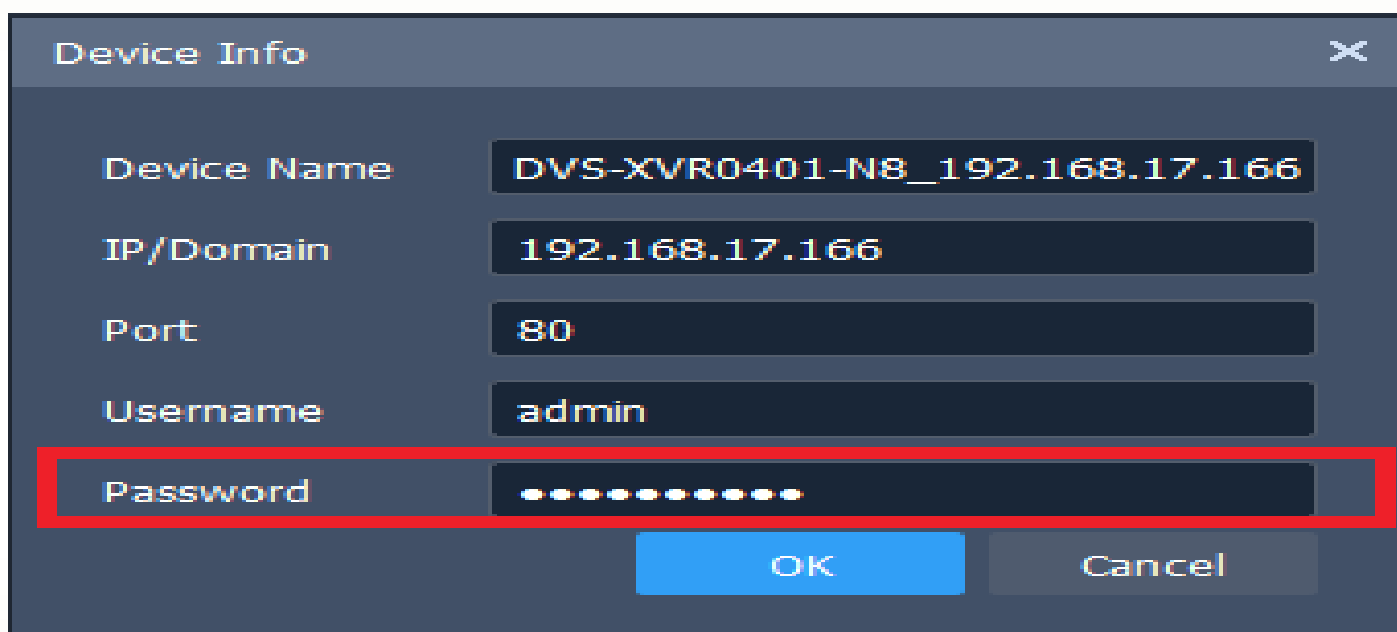 Device Info
Device Name DVS-XVR0401-N8_192.168.17.166
IP/Domain 192.168.17.166
Port 80
Username admin
Password ●●●●●●●●●●
OK Cancel